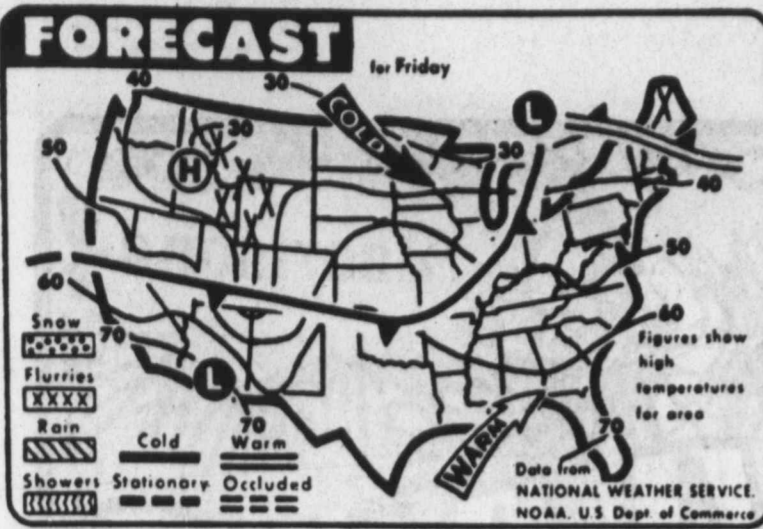 FORECAST
for Friday
40
30
COLD
L
50
30
H
30
40
50
60
60
Snow
70
Figures show
high
Flurries
L
temperatures
70
for area
Rain
Cold
Warm
WARM
70
Data from
Showers
Stationary
Occluded
NATIONAL WEATHER SERVICE,
NOAA, U.S Dept. of Commerce